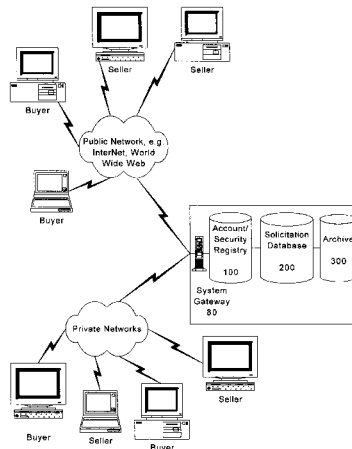 Seller
Seller
Buyer
Public Network, e.g.
InterNet, World
Wide Web
Buyer
Account/
Security
Registry
100
Solicitation
Database
200
Archive
300
System
Gateway
80
Private Networks
Seller
Buyer
Seller
Buyer